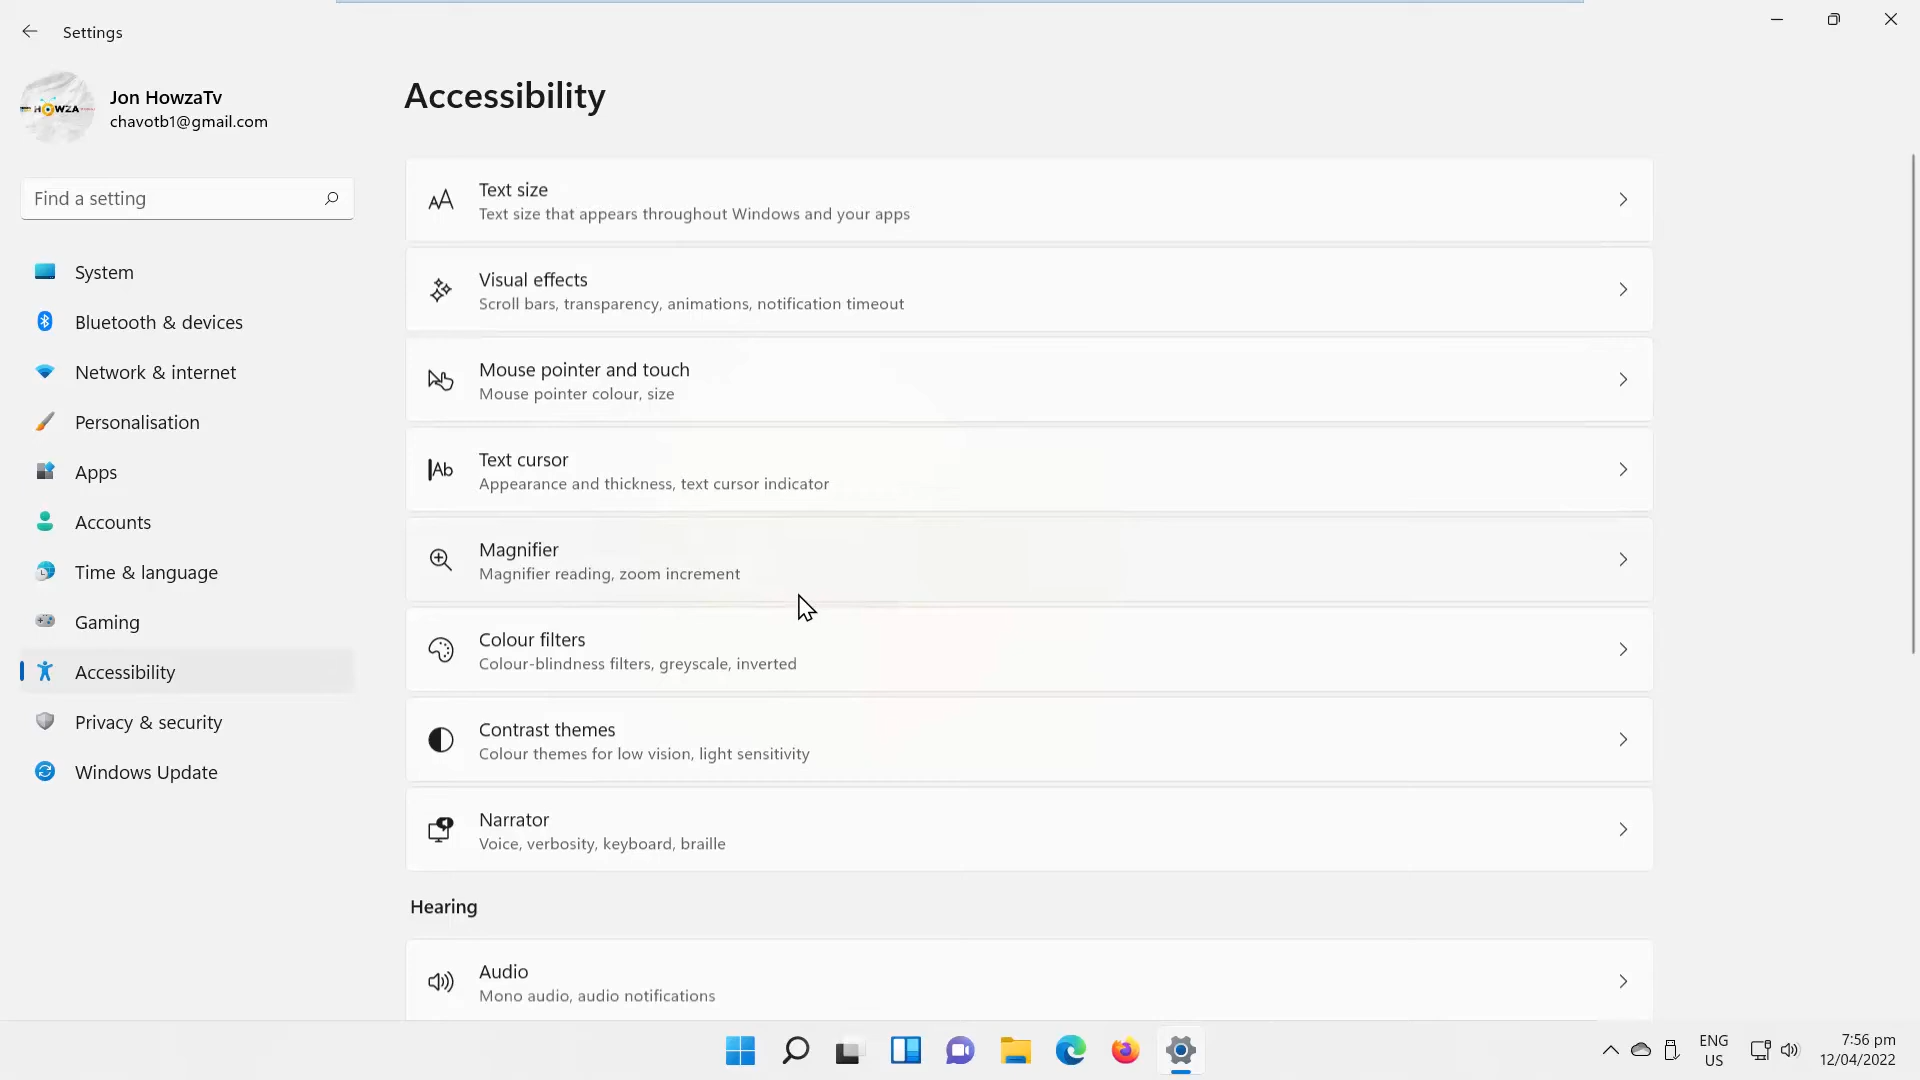 Settings
Jon HowzaTv
chavotb1@gmail.com
HOWZA
Find a setting
System
Bluetooth & devices
Network & internet
Personalisation
Apps
Accounts
Time & language
Gaming
Accessibility
Privacy & security
Windows Update
Accessibility
AA
Text size
Text size that appears throughout Windows and your apps
Visual effects
Scroll bars, transparency, animations, notification timeout
Mouse pointer and touch
Mouse pointer colour, size
Ab
Text cursor
Appearance and thickness, text cursor indicator
Magnifier
Magnifier reading, zoom increment
Colour filters
Colour-blindness filters, greyscale, inverted
Contrast themes
Colour themes for low vision, light sensitivity
Narrator
Voice, verbosity, keyboard, braille
Hearing
Audio
Mono audio, audio notifications
ENG
US
7:56 pm
12/04/2022